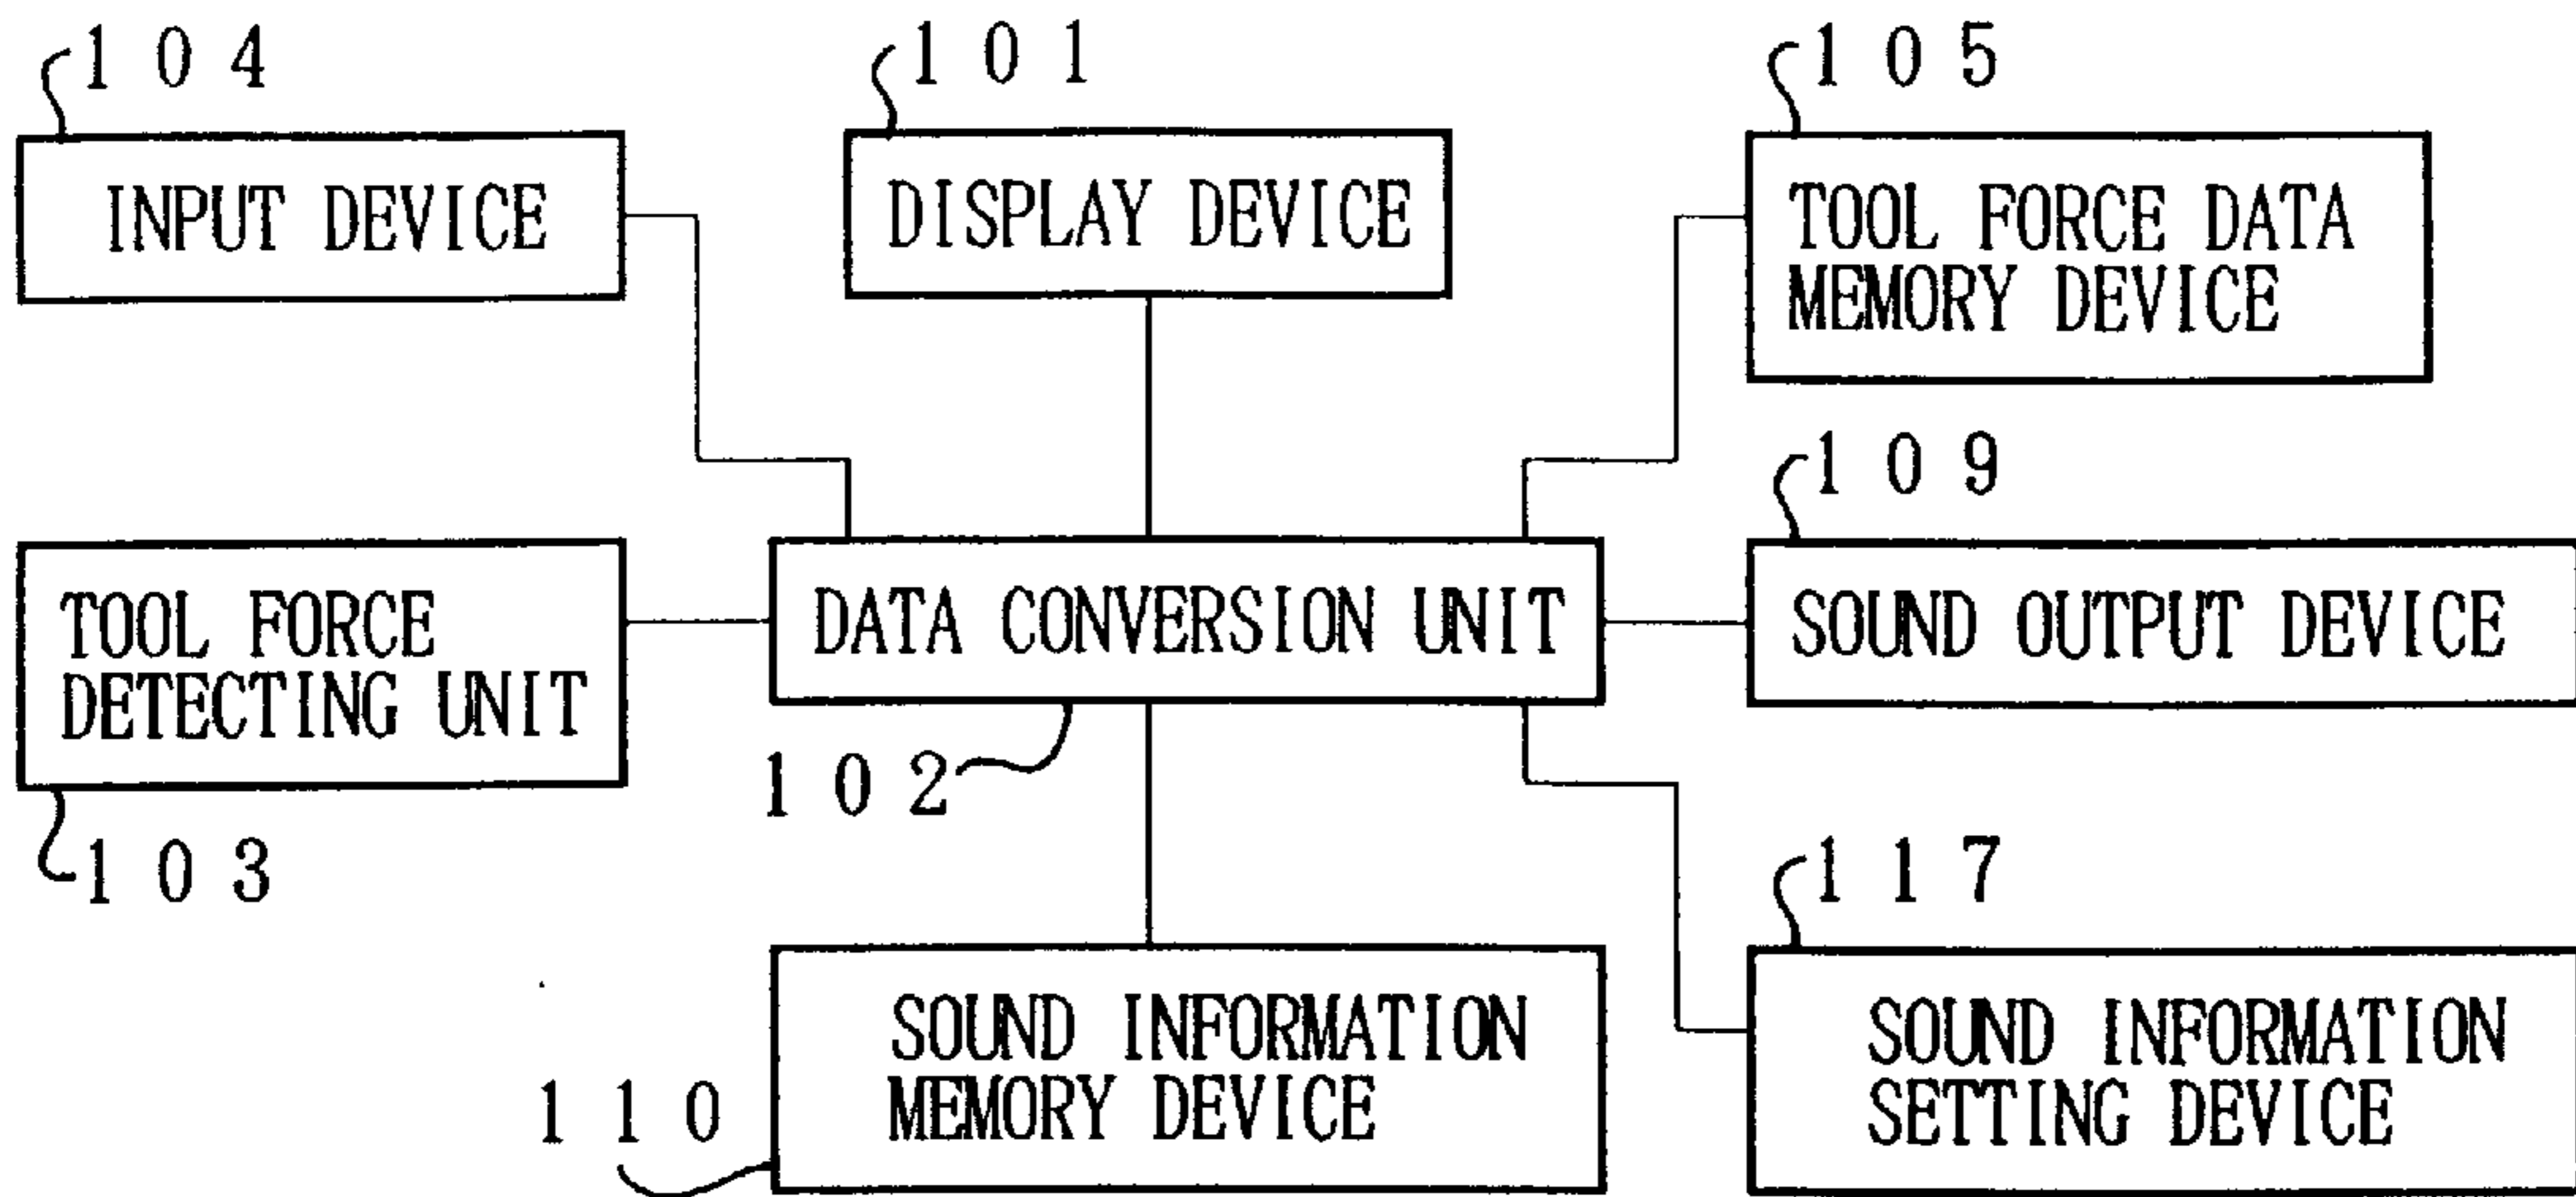 104
101
105
INPUT DEVICE
DISPLAY DEVICE
TOOL FORCE DATA
MEMORY DEVICE
109
TOOL FORCE
DETECTING UNIT
DATA CONVERSION UNIT
SOUND OUTPUT DEVICE
102
103
117
SOUND INFORMATION
MEMORY DEVICE
110
SOUND INFORMATION
SETTING DEVICE